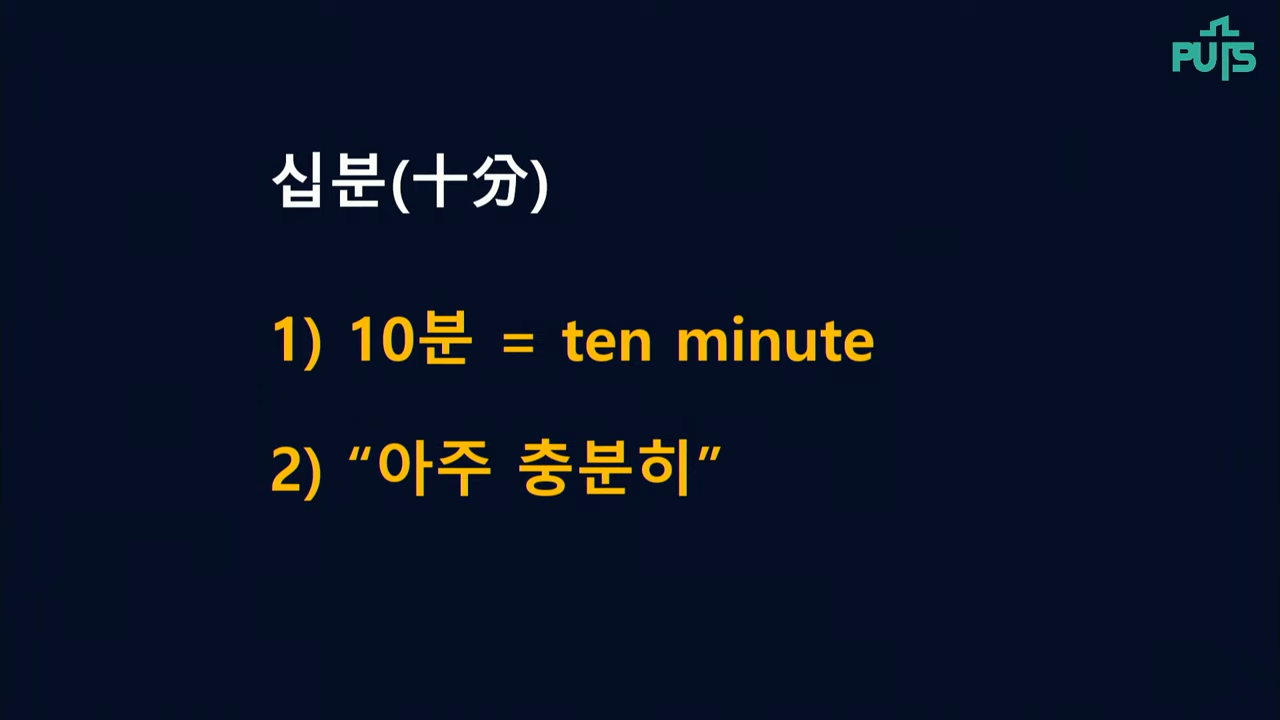 PUTS
십분(十分)
1) 10분 = ten minute
2) “아주 충분히”